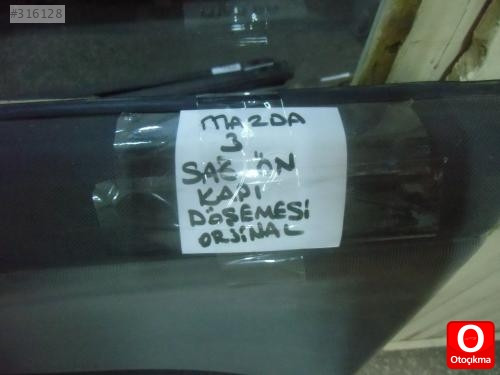 #316128
MAZDA
3
SAĞ ÖN
KAPI
DÖŞEMESİ
ORJİNAL
O
Otoçıkma